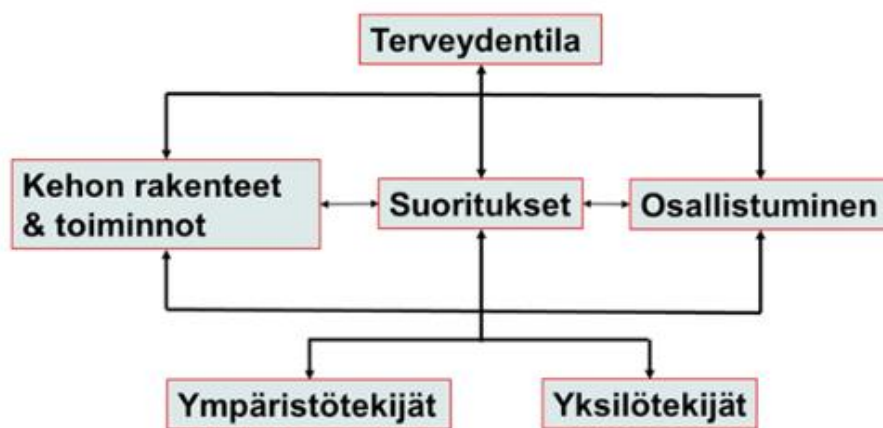 Terveydentila
Kehon rakenteet
& toiminnot
Suoritukset
Osallistuminen
Ympäristötekijät
Yksilötekijät